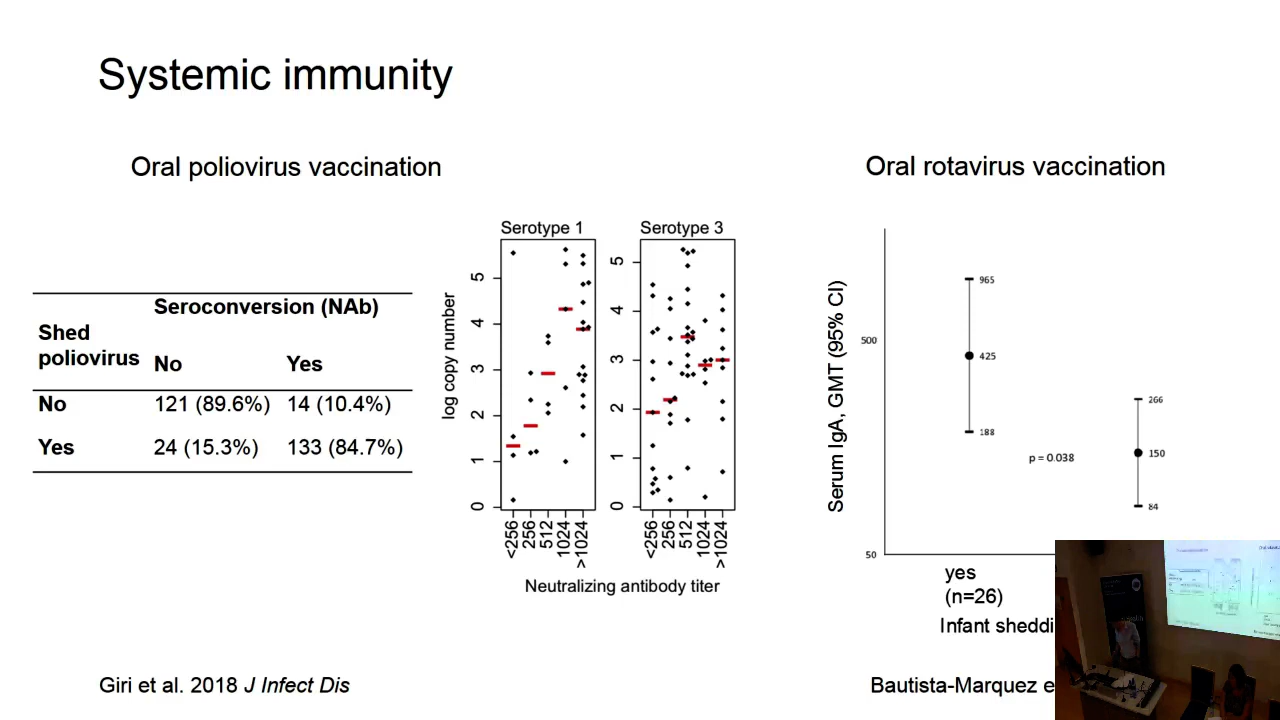 Systemic immunity
Oral poliovirus vaccination
Oral rotavirus vaccination
Seroconversion (NAb)
Shed
poliovirus
No
Yes
No
121 (89.6%)
14 (10.4%)
Yes
24 (15.3%)
133 (84.7%)
Serotype 1
Serotype 3
log copy number
5
4
3
2
1
0
5
4
3
2
1
0
<256
256
512
1024
>1024
<256
256
512
1024
>1024
Neutralizing antibody titer
Serum IgA, GMT (95% CI)
500
50
965
425
188
p = 0.038
266
150
84
yes
(n=26)
Infant sheddi
Giri et al. 2018 J Infect Dis
Bautista-Marquez e